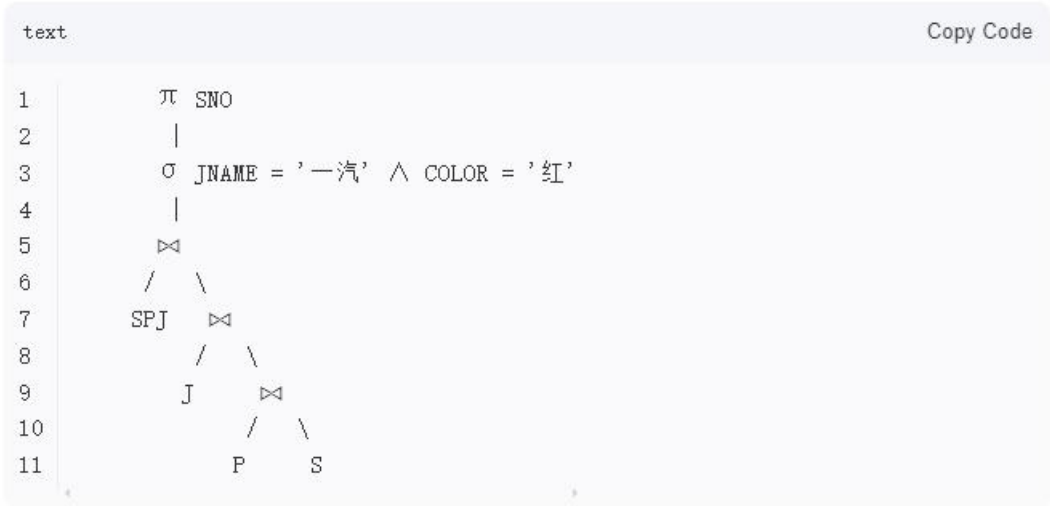 text Copy Code
1 π SNO
2 |
3 σ JNAME = '一汽' ∧ COLOR = '红'
4 |
5 ⋈
6 / \
7 SPJ ⋈
8 / \
9 J ⋈
10 / \
11 P S